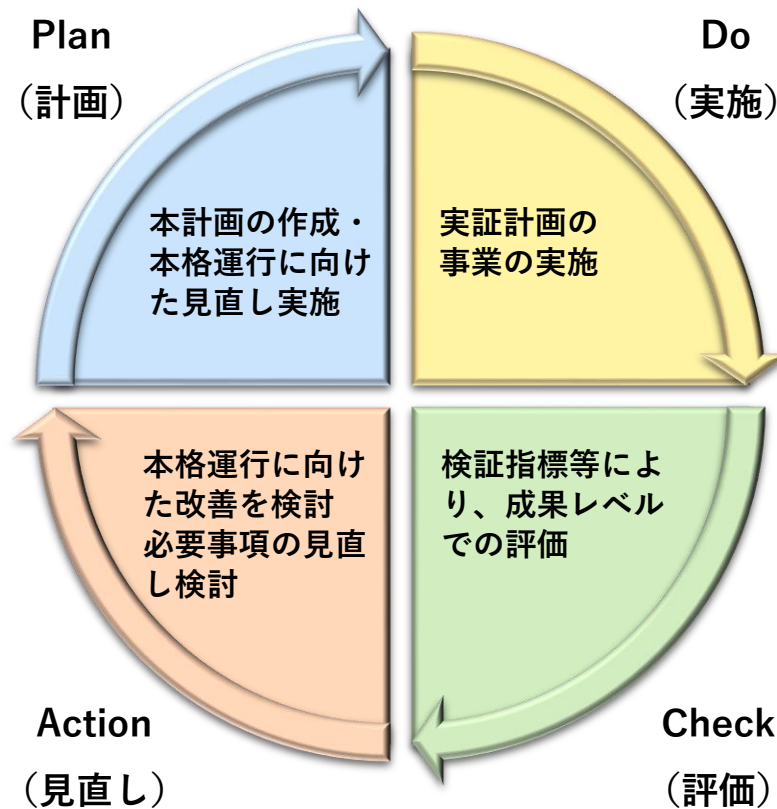 Plan
（計画）
本計画の作成・
本格運行に向け
た見直し実施
Do
（実施）
実証計画の
事業の実施
本格運行に向け
た改善を検討
必要事項の見直
し検討
Action
（見直し）
検証指標等によ
り、成果レベル
での評価
Check
（評価）